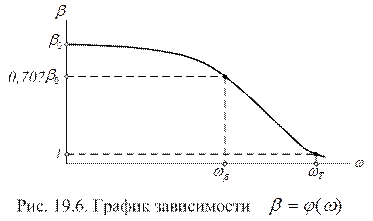 β
β₀
0,707β₀
1
ω_β
ω_T
ω
Рис. 19.6. График зависимости β = φ(ω)